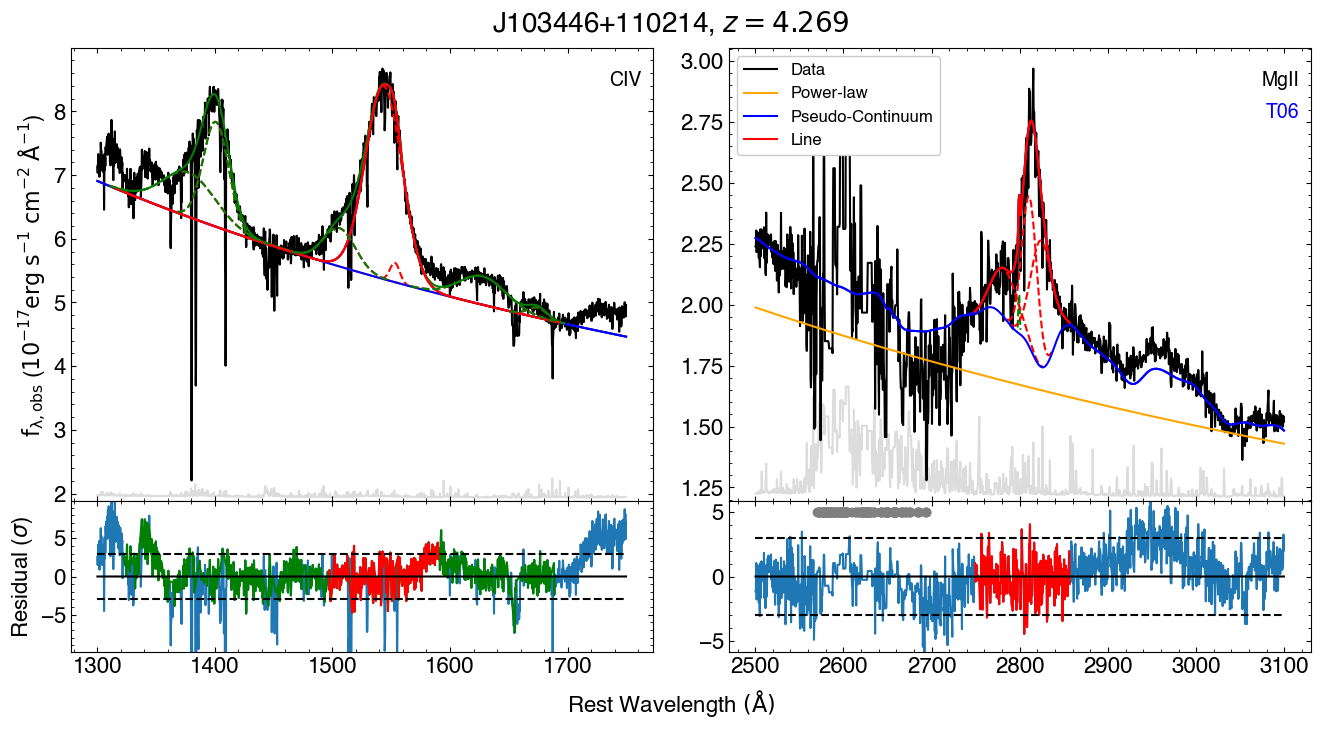 J103446+110214, z = 4.269
CIV
8
7
6
5
4
3
2
f_λ,obs (10⁻¹⁷erg s⁻¹ cm⁻² Å⁻¹)
Data
Power-law
Pseudo-Continuum
Line
MgII
T06
3.00
2.75
2.50
2.25
2.00
1.75
1.50
1.25
Residual (σ)
5
0
−5
5
0
−5
1300 1400 1500 1600 1700
2500 2600 2700 2800 2900 3000 3100
Rest Wavelength (Å)